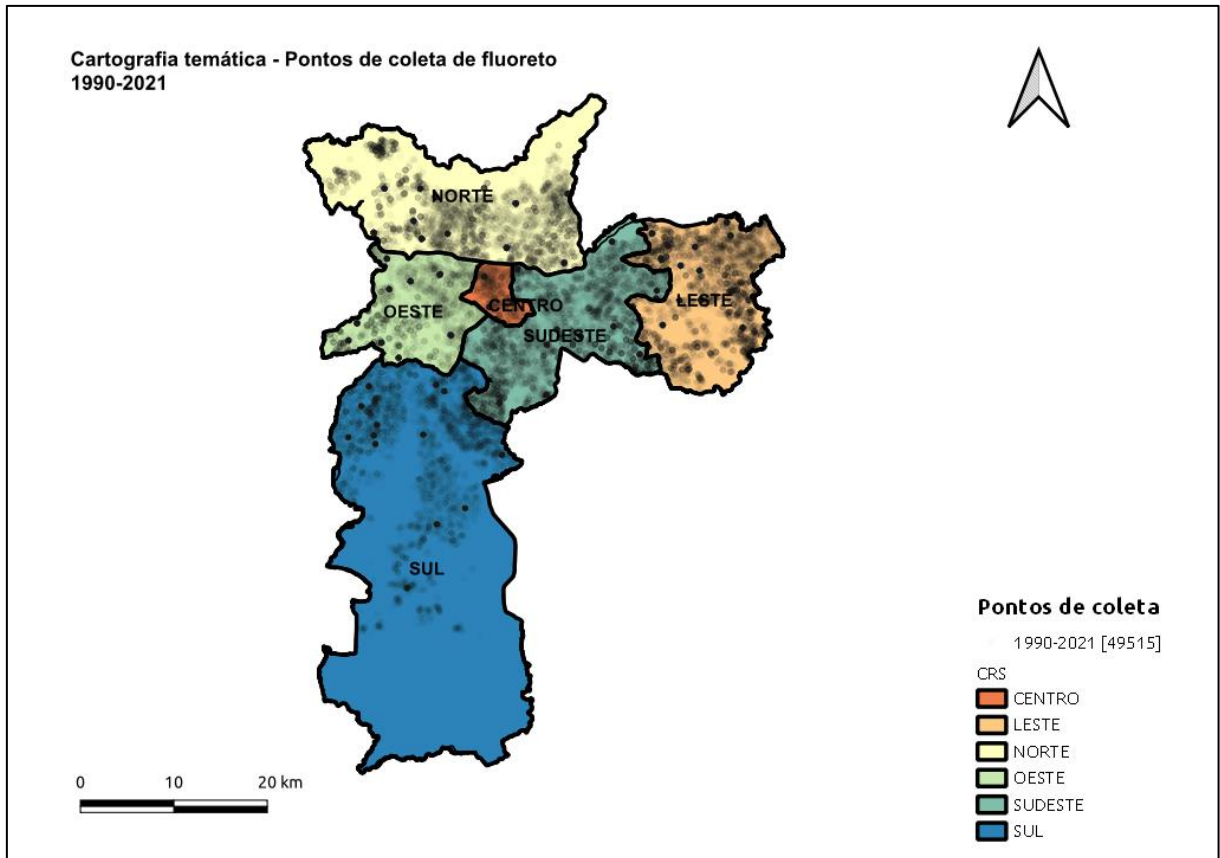 Cartografia temática - Pontos de coleta de fluoreto
1990-2021
NORTE
OESTE
CENTRO
SUDESTE
LESTE
SUL
0 10 20 km
Pontos de coleta
1990-2021 [49515]
CRS
CENTRO
LESTE
NORTE
OESTE
SUDESTE
SUL